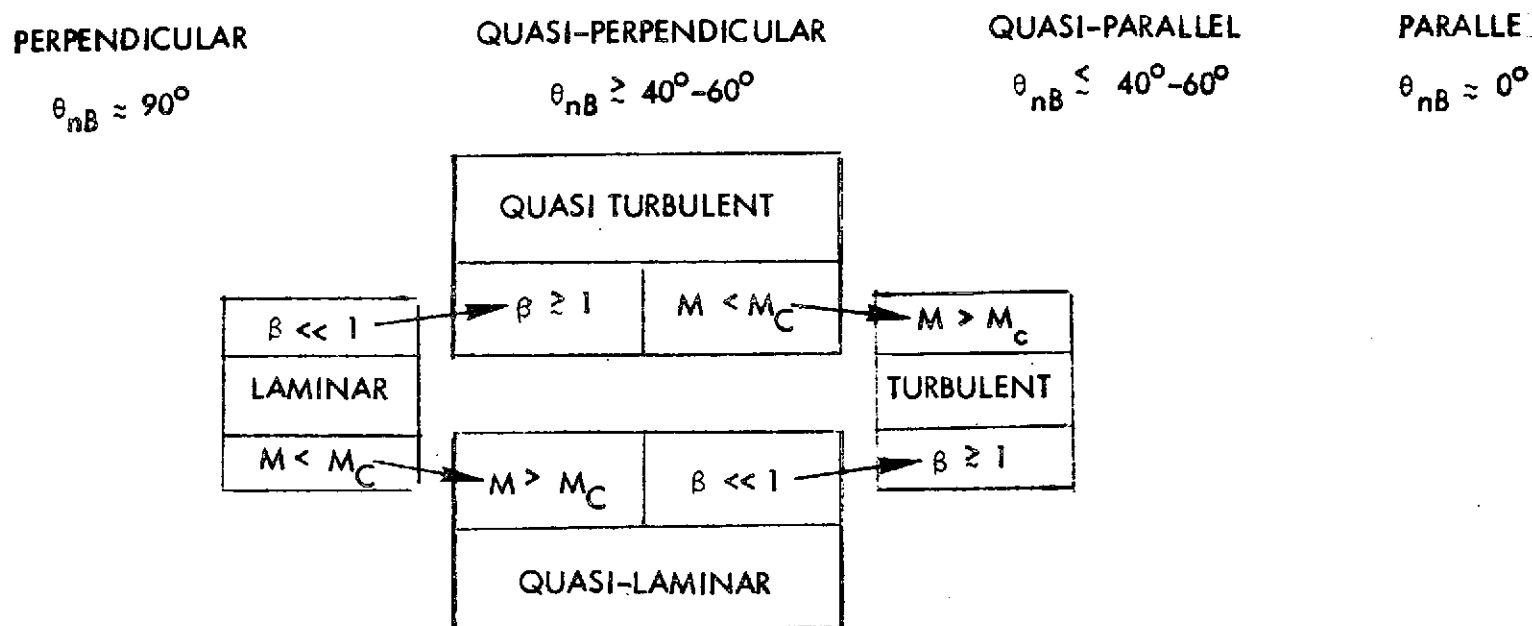 PERPENDICULAR QUASI-PERPENDICULAR QUASI-PARALLEL PARALLE
θnB ≈ 90° θnB ≳ 40°-60° θnB ≲ 40°-60° θnB ≈ 0°
QUASI TURBULENT
β << 1 β ≳ 1 M < MC M > Mc
LAMINAR TURBULENT
M < MC M > MC β << 1 β ≳ 1
QUASI-LAMINAR